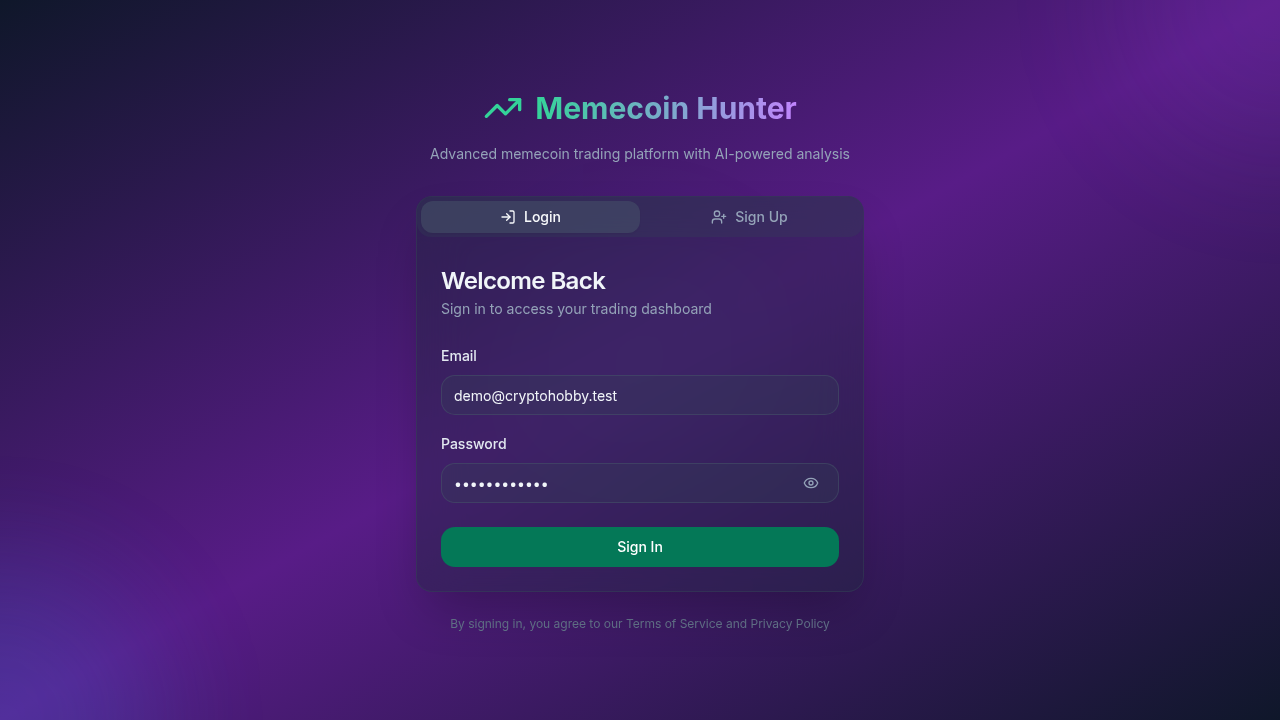 Memecoin Hunter
Advanced memecoin trading platform with AI-powered analysis
Login
Sign Up
Welcome Back
Sign in to access your trading dashboard
Email
demo@cryptohobby.test
Password
••••••••••••
Sign In
By signing in, you agree to our Terms of Service and Privacy Policy